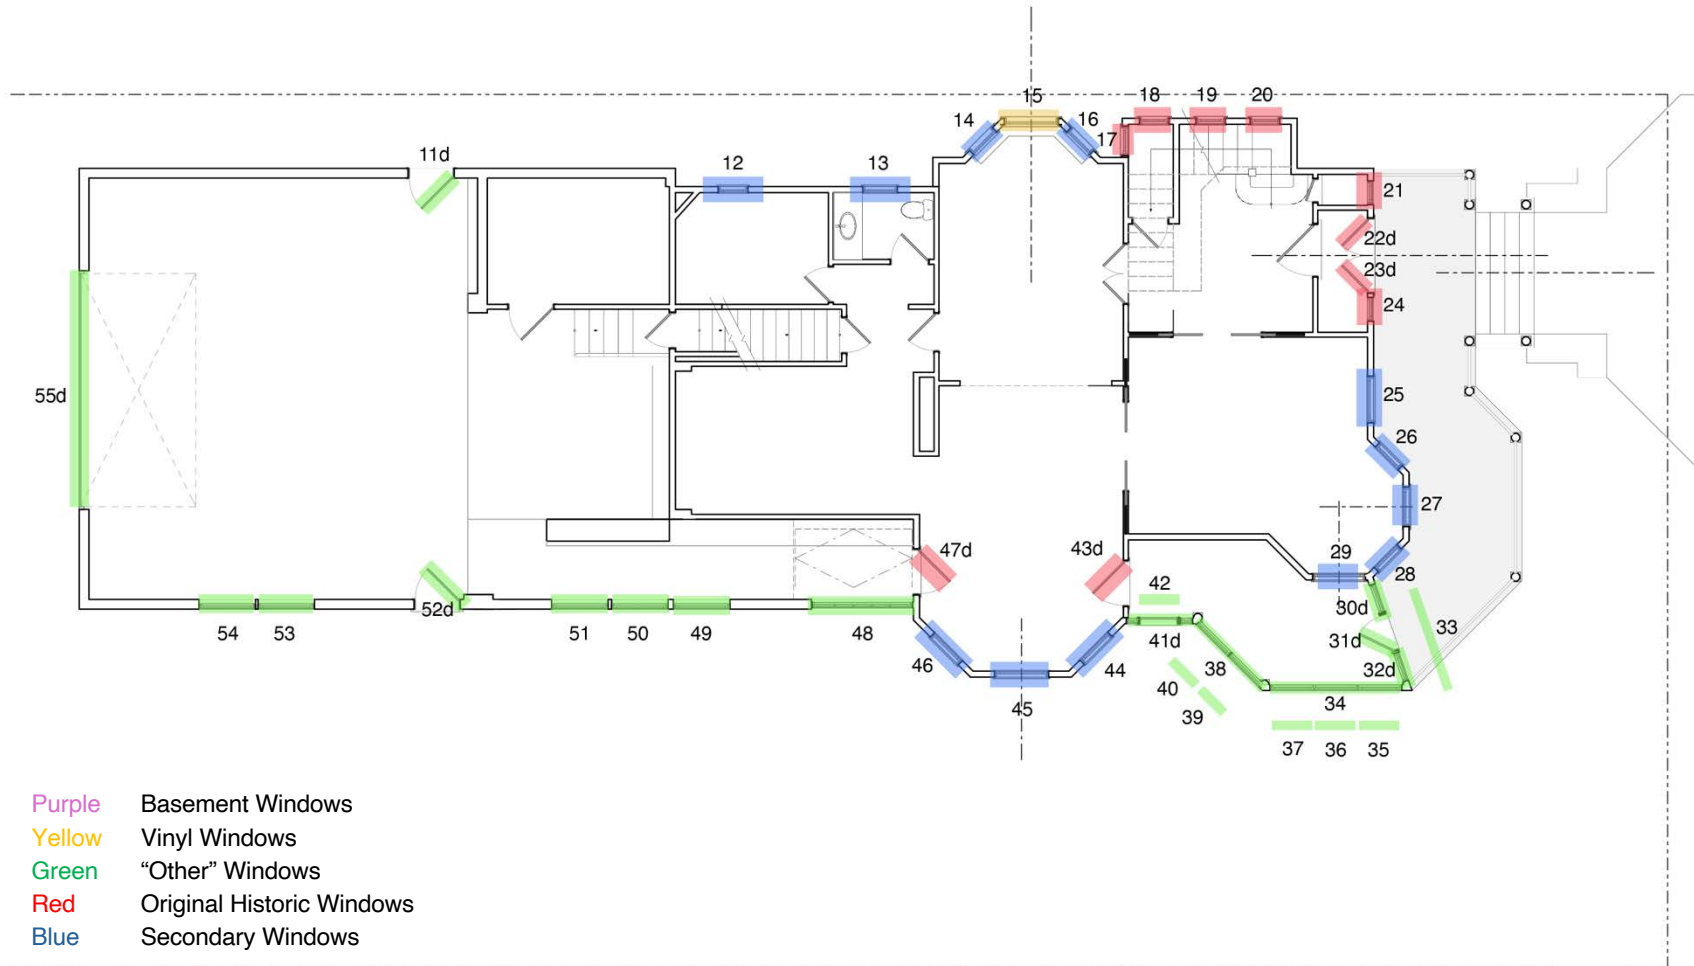 15
18
19
20
14
16
17
11d
12
13
21
22d
23d
24
55d
25
26
27
47d
43d
29
28
42
30d
52d
31d
33
54
53
51
50
49
48
41d
46
44
38
32d
40
39
45
34
37
36
35
Purple Basement Windows
Yellow Vinyl Windows
Green “Other” Windows
Red Original Historic Windows
Blue Secondary Windows